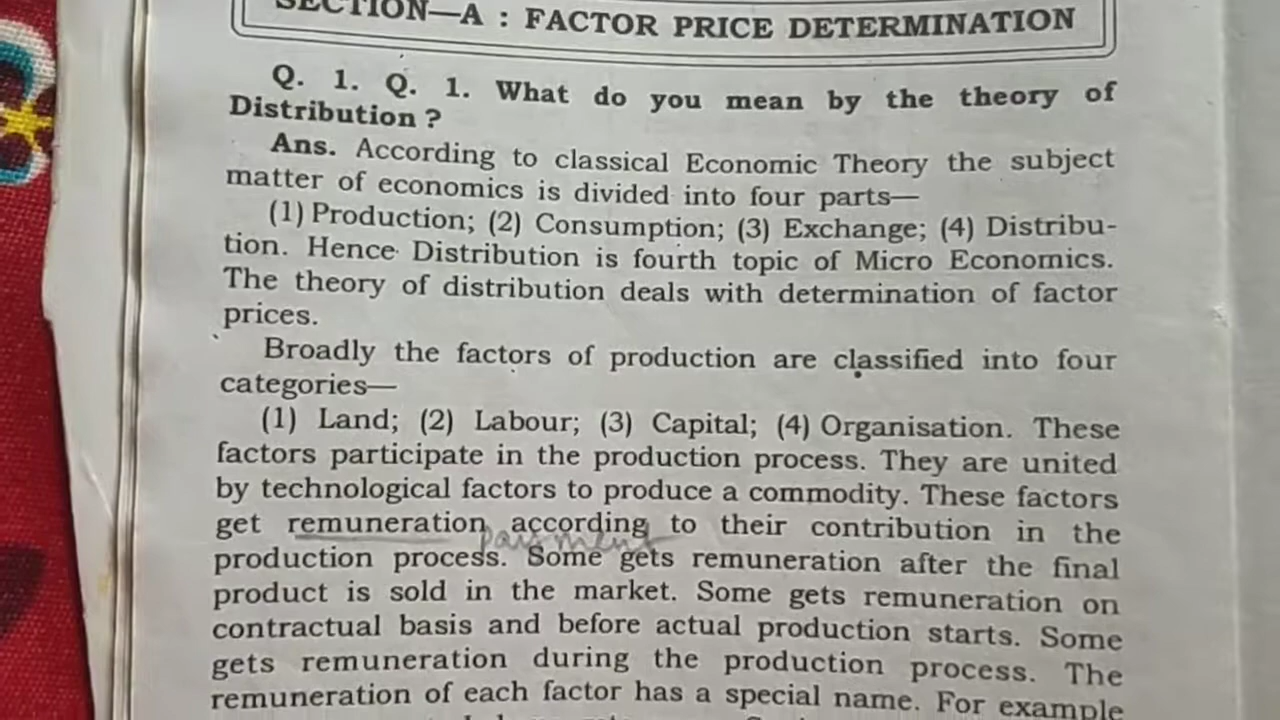 SECTION—A : FACTOR PRICE DETERMINATION
Q. 1. Q. 1. What do you mean by the theory of
Distribution ?
Ans. According to classical Economic Theory the subject
matter of economics is divided into four parts—
(1) Production; (2) Consumption; (3) Exchange; (4) Distribu-
tion. Hence Distribution is fourth topic of Micro Economics.
The theory of distribution deals with determination of factor
prices.
Broadly the factors of production are classified into four
categories—
(1) Land; (2) Labour; (3) Capital; (4) Organisation. These
factors participate in the production process. They are united
by technological factors to produce a commodity. These factors
get remuneration according to their contribution in the
payment
production process. Some gets remuneration after the final
product is sold in the market. Some gets remuneration on
contractual basis and before actual production starts. Some
gets remuneration during the production process. The
remuneration of each factor has a special name. For example